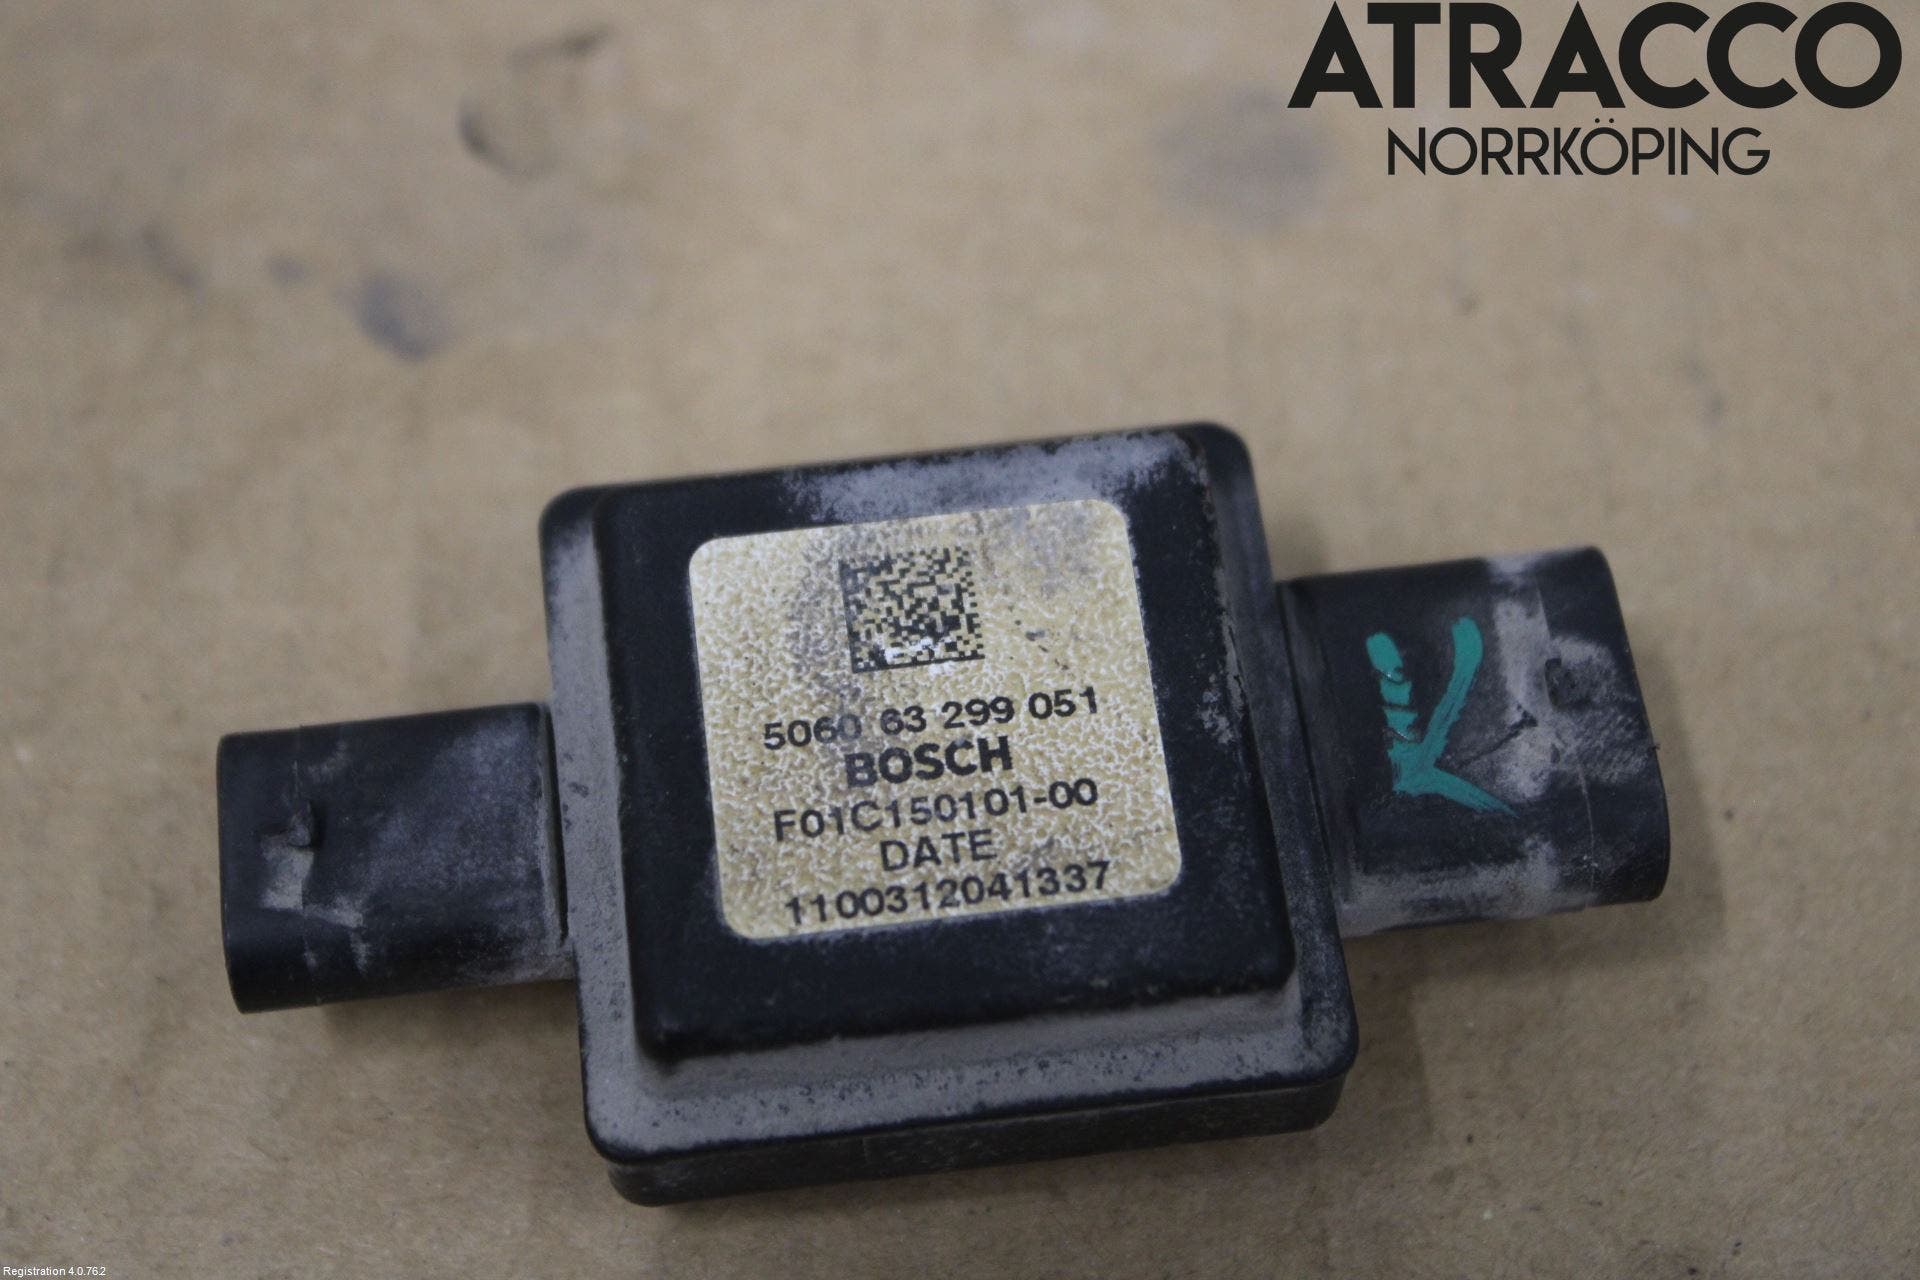 ATRACCO
NORRKÖPING
5060 63 299 051
BOSCH
F01C150101-00
DATE
1100312041337
Registration 4.0.762